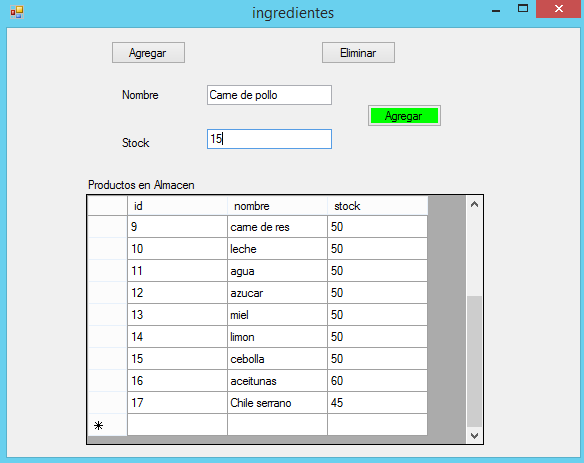 ingredientes
Agregar Eliminar
Nombre Carne de pollo
Agregar
Stock 15
Productos en Almacen
id nombre stock
9 carne de res 50
10 leche 50
11 agua 50
12 azucar 50
13 miel 50
14 limon 50
15 cebolla 50
16 aceitunas 60
17 Chile serrano 45